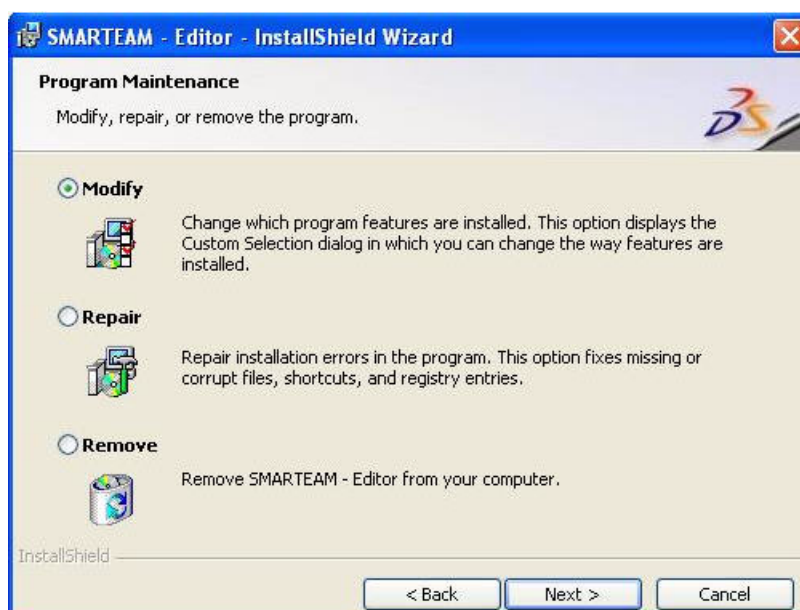 SMARTEAM - Editor - InstallShield Wizard
Program Maintenance
Modify, repair, or remove the program.
Modify
Change which program features are installed. This option displays the
Custom Selection dialog in which you can change the way features are
installed.
Repair
Repair installation errors in the program. This option fixes missing or
corrupt files, shortcuts, and registry entries.
Remove
Remove SMARTEAM - Editor from your computer.
InstallShield
< Back
Next >
Cancel